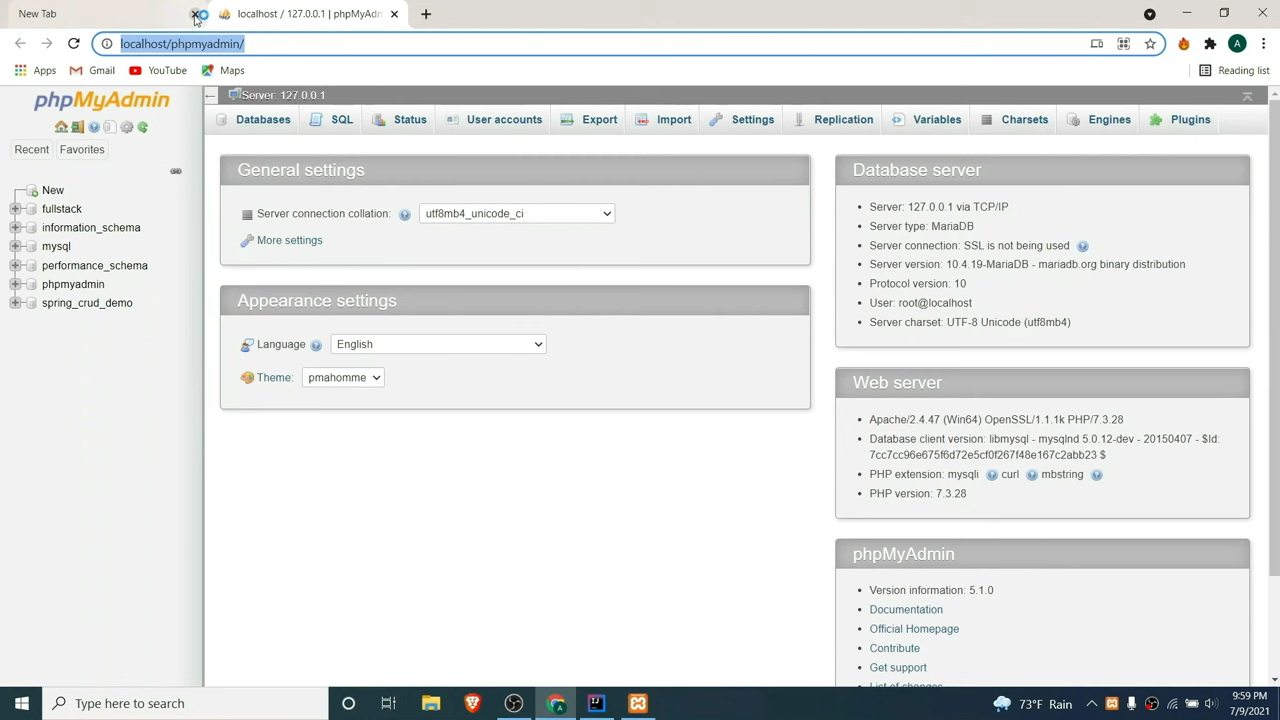 New Tab
localhost / 127.0.0.1 | phpMyAdm
localhost/phpmyadmin/
A
Apps
Gmail
YouTube
Maps
Reading list
phpMyAdmin
Server: 127.0.0.1
Databases
SQL
Status
User accounts
Export
Import
Settings
Replication
Variables
Charsets
Engines
Plugins
Recent
Favorites
New
fullstack
information_schema
mysql
performance_schema
phpmyadmin
spring_crud_demo
General settings
Server connection collation:
utf8mb4_unicode_ci
More settings
Appearance settings
Language
English
Theme:
pmahomme
Database server
Server: 127.0.0.1 via TCP/IP
Server type: MariaDB
Server connection: SSL is not being used
Server version: 10.4.19-MariaDB - mariadb.org binary distribution
Protocol version: 10
User: root@localhost
Server charset: UTF-8 Unicode (utf8mb4)
Web server
Apache/2.4.47 (Win64) OpenSSL/1.1.1k PHP/7.3.28
Database client version: libmysql - mysqlnd 5.0.12-dev - 20150407 - $Id:
7cc7cc96e675f6d72e5cf0f267f48e167c2abb23 $
PHP extension: mysqli curl mbstring
PHP version: 7.3.28
phpMyAdmin
Version information: 5.1.0
Documentation
Official Homepage
Contribute
Get support
List of changes
Type here to search
73°F Rain
9:59 PM
7/9/2021